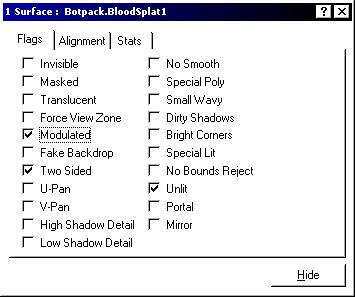 1 Surface : Botpack.BloodSplat1
Flags Alignment Stats
Invisible No Smooth
Masked Special Poly
Translucent Small Wavy
Force View Zone Dirty Shadows
Modulated Bright Corners
Fake Backdrop Special Lit
Two Sided No Bounds Reject
U-Pan Unlit
V-Pan Portal
High Shadow Detail Mirror
Low Shadow Detail
Hide